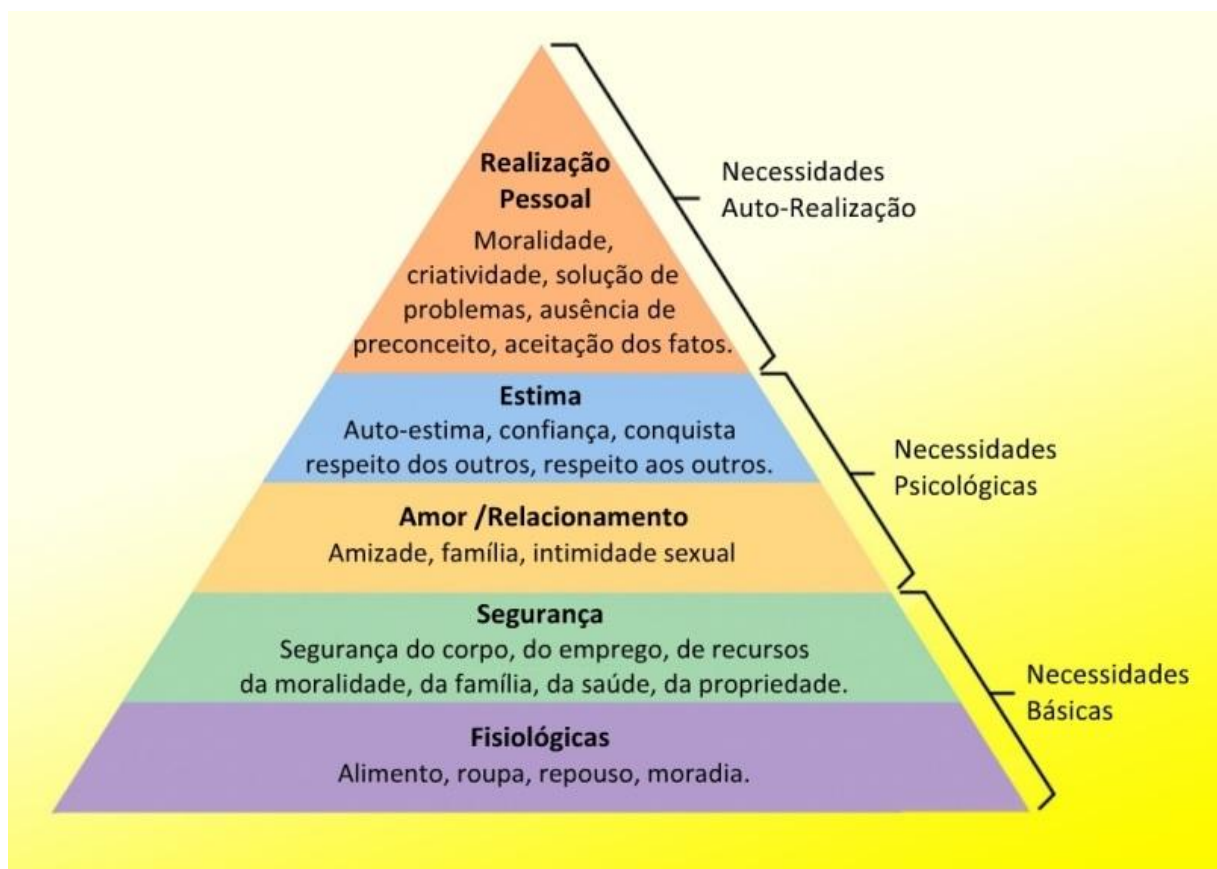 Realização
Pessoal
Moralidade,
criatividade, solução de
problemas, ausência de
preconceito, aceitação dos fatos.
Necessidades
Auto-Realização
Estima
Auto-estima, confiança, conquista
respeito dos outros, respeito aos outros.
Necessidades
Psicológicas
Amor /Relacionamento
Amizade, família, intimidade sexual
Segurança
Segurança do corpo, do emprego, de recursos
da moralidade, da família, da saúde, da propriedade.
Necessidades
Básicas
Fisiológicas
Alimento, roupa, repouso, moradia.